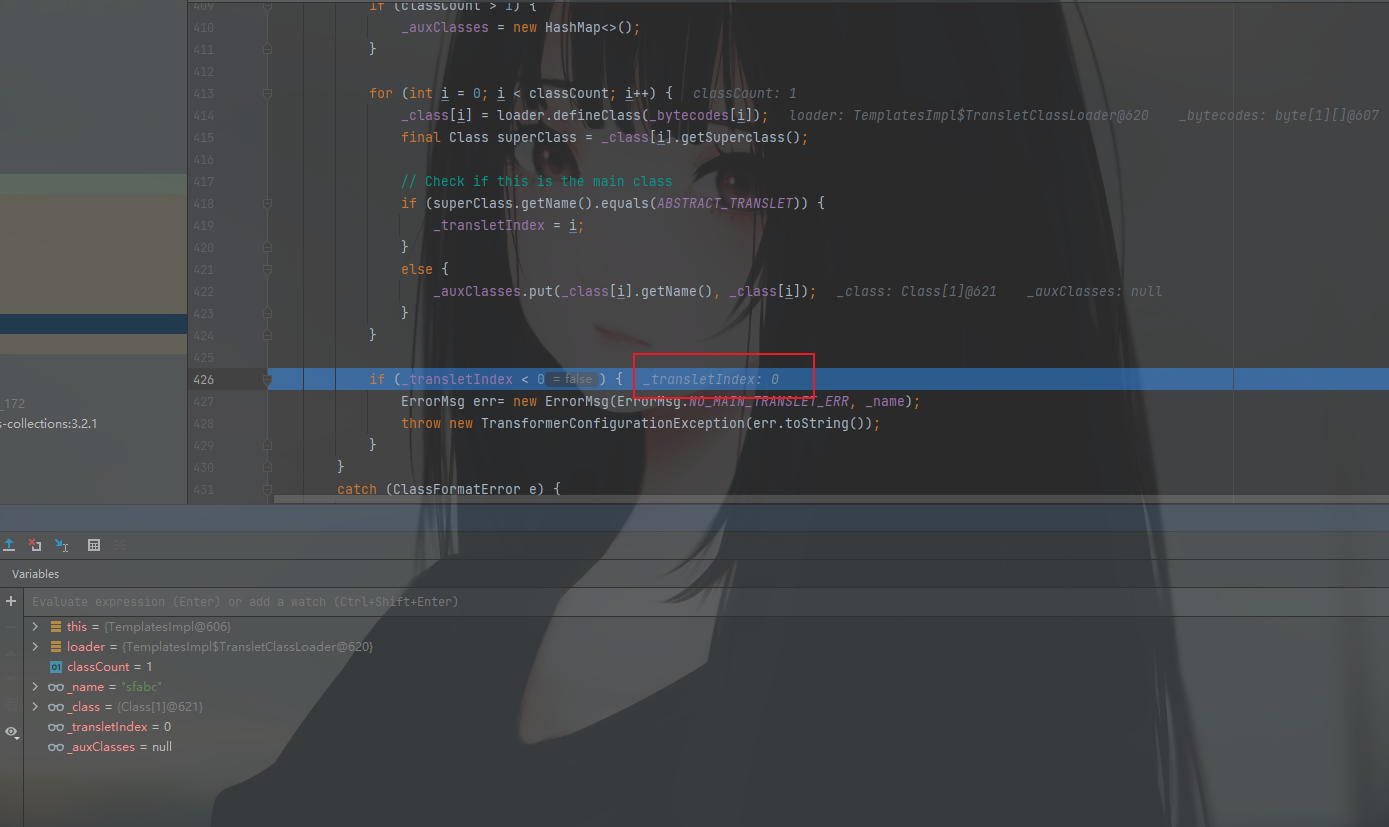 409 if (classCount > 1) {
410 _auxClasses = new HashMap<>();
411 }
412
413 for (int i = 0; i < classCount; i++) { classCount: 1
414 _class[i] = loader.defineClass(_bytecodes[i]); loader: TemplatesImpl$TransletClassLoader@620 _bytecodes: byte[1][]@607
415 final Class superClass = _class[i].getSuperclass();
416
417 // Check if this is the main class
418 if (superClass.getName().equals(ABSTRACT_TRANSLET)) {
419 _transletIndex = i;
420 }
421 else {
422 _auxClasses.put(_class[i].getName(), _class[i]); _class: Class[1]@621 _auxClasses: null
423 }
424 }
425
426 if (_transletIndex < 0 = false ) { _transletIndex: 0
427 ErrorMsg err= new ErrorMsg(ErrorMsg.NO_MAIN_TRANSLET_ERR, _name);
428 throw new TransformerConfigurationException(err.toString());
429 }
430 }
431 catch (ClassFormatError e) {
_172
s-collections:3.2.1
Variables
Evaluate expression (Enter) or add a watch (Ctrl+Shift+Enter)
this = {TemplatesImpl@606}
loader = {TemplatesImpl$TransletClassLoader@620}
01 classCount = 1
_name = "sfabc"
_class = {Class[1]@621}
_transletIndex = 0
_auxClasses = null